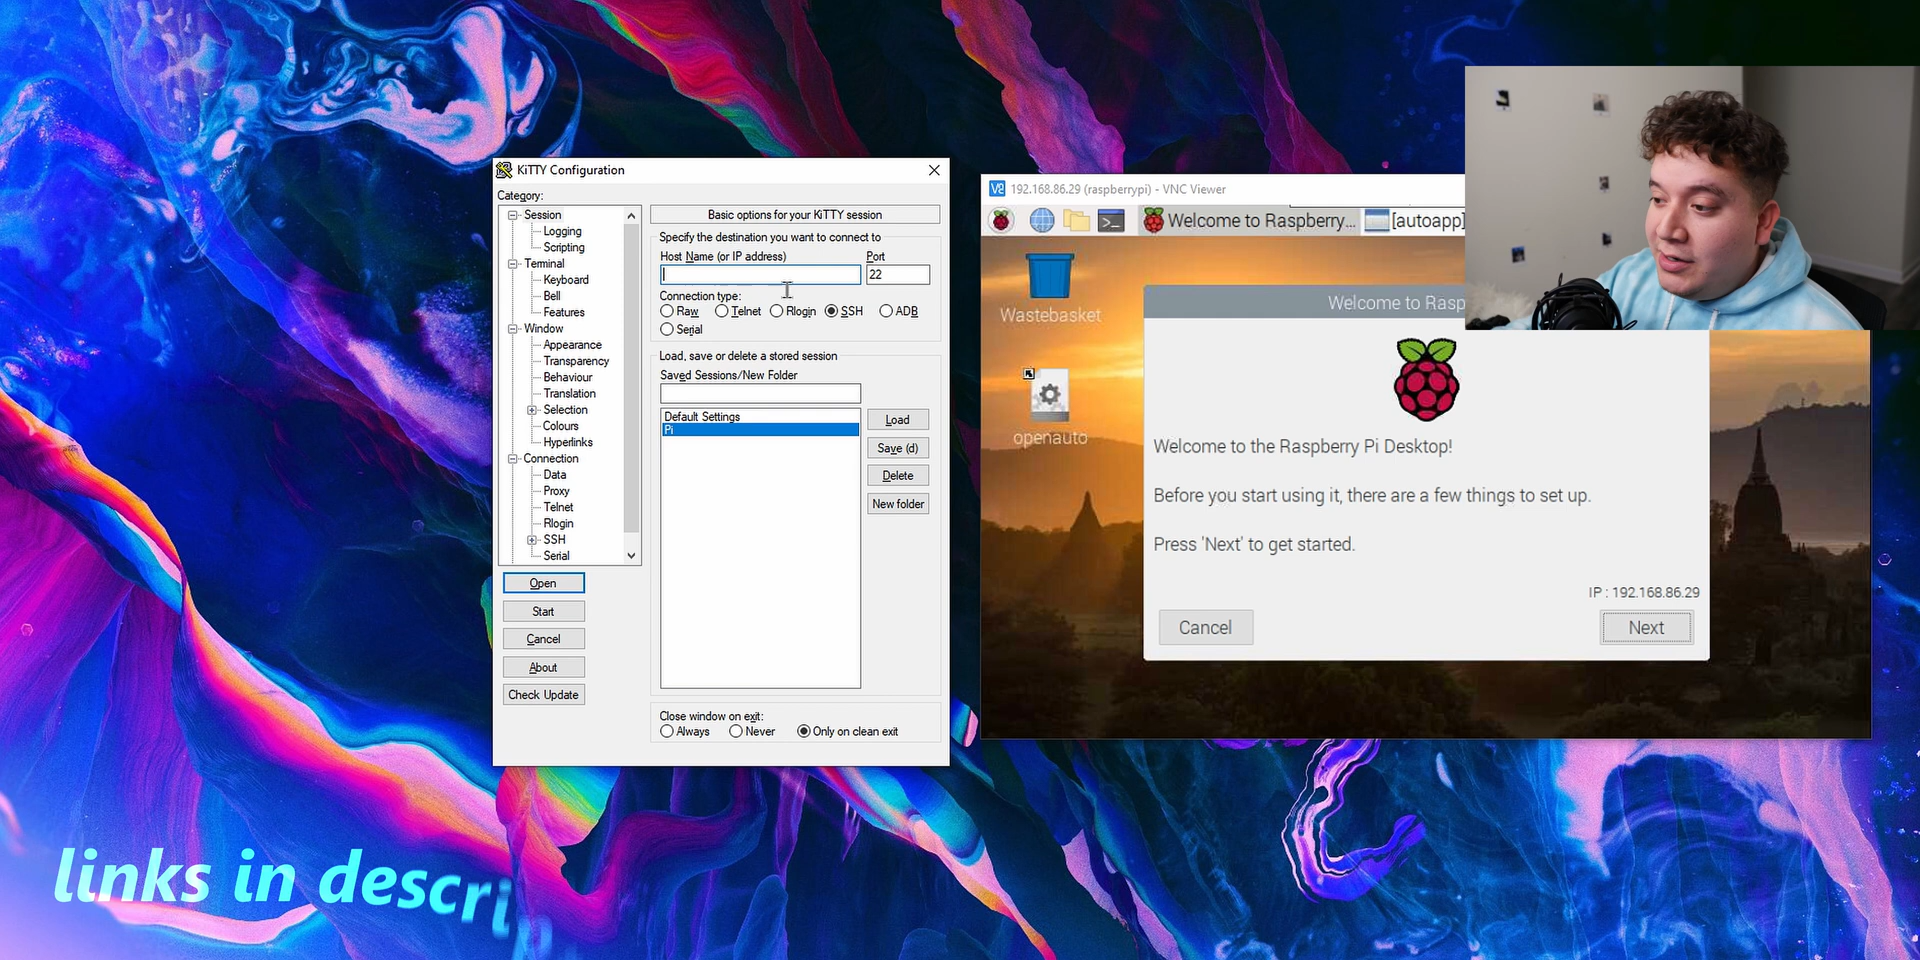 KiTTY Configuration
Category:
Session
Logging
Scripting
Terminal
Keyboard
Bell
Features
Window
Appearance
Transparency
Behaviour
Translation
Selection
Colours
Hyperlinks
Connection
Data
Proxy
Telnet
Rlogin
SSH
Serial
Open
Start
Cancel
About
Check Update
Basic options for your KiTTY session
Specify the destination you want to connect to
Host Name (or IP address) Port
22
Connection type:
Raw Telnet Rlogin SSH ADB
Serial
Load, save or delete a stored session
Saved Sessions/New Folder
Default Settings
Pi
Load
Save (d)
Delete
New folder
Close window on exit:
Always Never Only on clean exit
VE 192.168.86.29 (raspberrypi) - VNC Viewer
Welcome to Raspberry... [autoapp]
Wastebasket
openauto
Welcome to Rasp
Welcome to the Raspberry Pi Desktop!
Before you start using it, there are a few things to set up.
Press 'Next' to get started.
IP : 192.168.86.29
Cancel Next
links in descrip